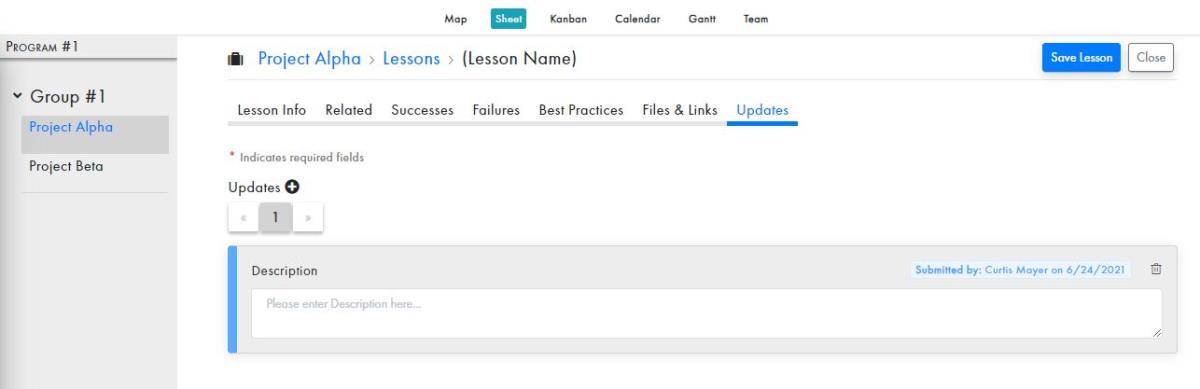 Map Sheet Kanban Calendar Gantt Team
PROGRAM #1
Group #1
Project Alpha
Project Beta
Project Alpha > Lessons > (Lesson Name)
Save Lesson Close
Lesson Info Related Successes Failures Best Practices Files & Links Updates
* Indicates required fields
Updates
« 1 »
Description
Submitted by: Curtis Mayer on 6/24/2021
Please enter Description here...